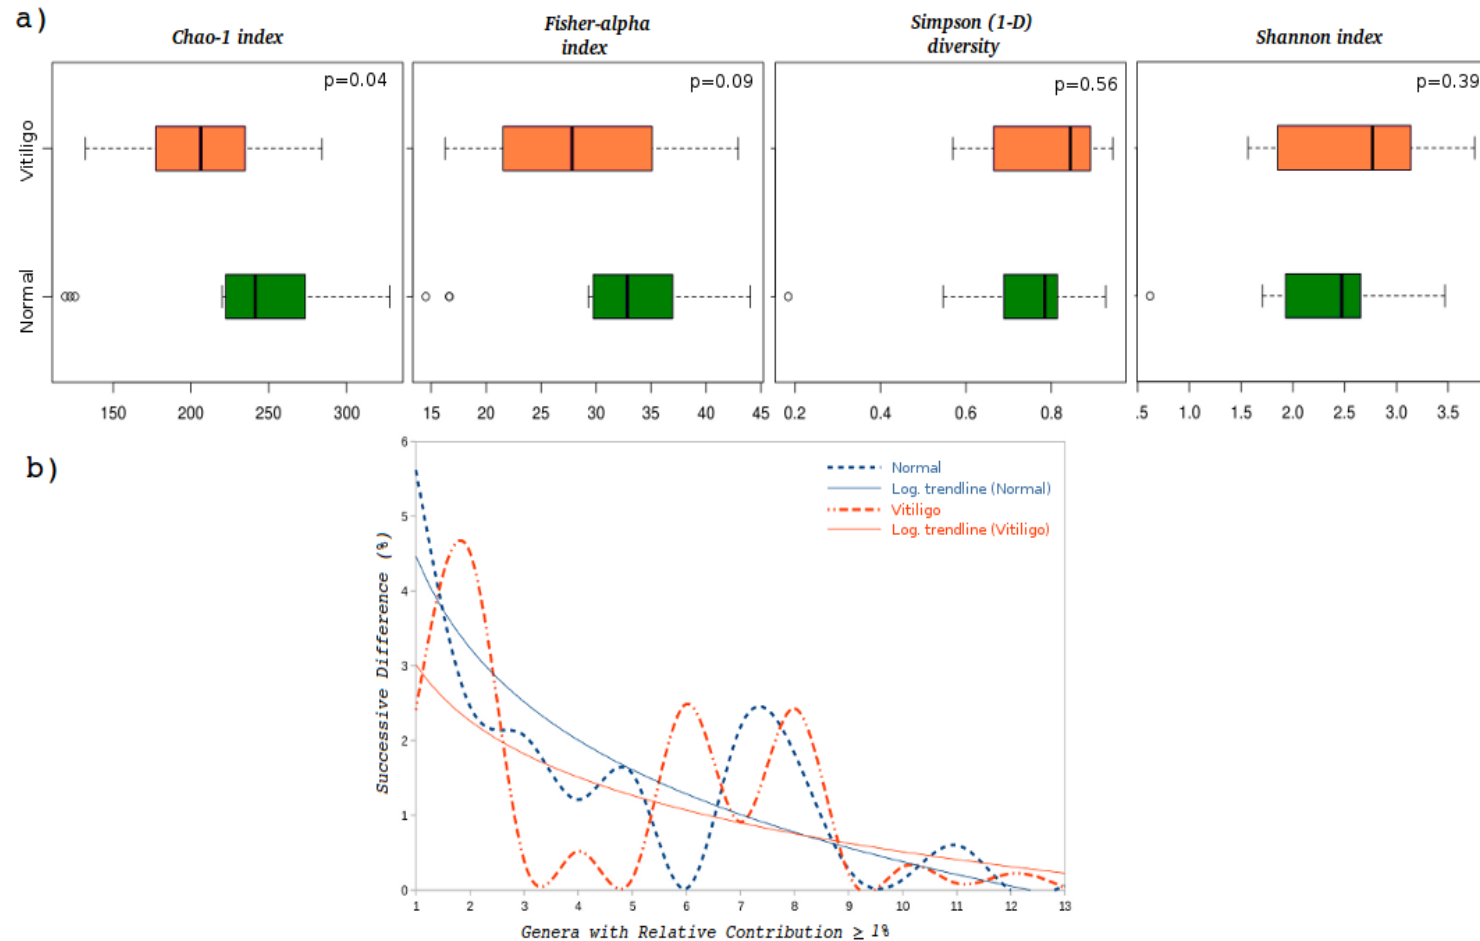 a)
Chao-1 index
Fisher-alpha
index
Simpson (1-D)
diversity
Shannon index
p=0.04
p=0.09
p=0.56
p=0.39
Vitiligo
Normal
150 200 250 300
15 20 25 30 35 40 45
0.2 0.4 0.6 0.8
.5 1.0 1.5 2.0 2.5 3.0 3.5
b)
6
5
4
3
2
1
0
Successive Difference (%)
Normal
Log. trendline (Normal)
Vitiligo
Log. trendline (Vitiligo)
1 2 3 4 5 6 7 8 9 10 11 12 13
Genera with Relative Contribution ≥ 1%